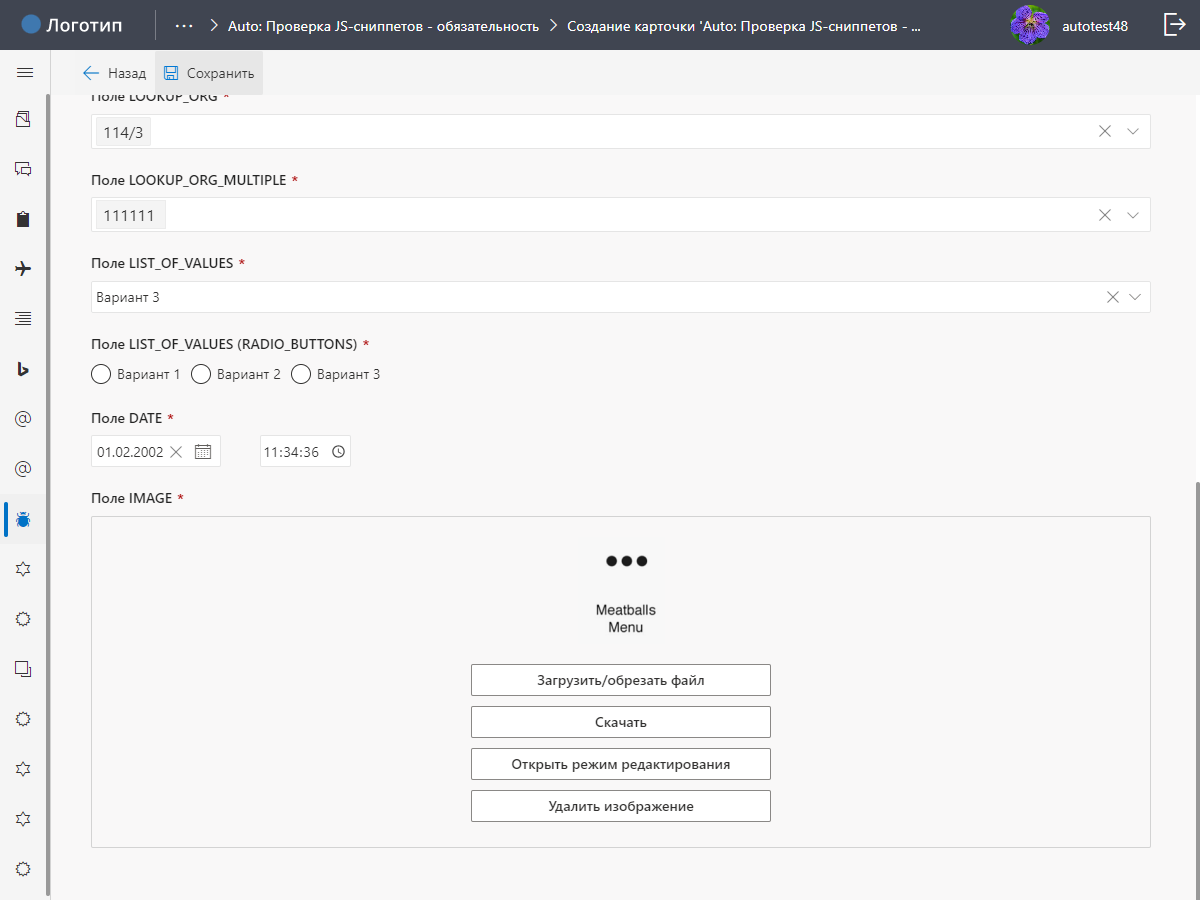 Логотип
··· > Auto: Проверка JS-сниппетов - обязательность > Создание карточки 'Auto: Проверка JS-сниппетов - ...
autotest48
Назад
Сохранить
Поле LOOKUP_ORG *
114/3
Поле LOOKUP_ORG_MULTIPLE *
111111
Поле LIST_OF_VALUES *
Вариант 3
Поле LIST_OF_VALUES (RADIO_BUTTONS) *
Вариант 1 Вариант 2 Вариант 3
Поле DATE *
01.02.2002 11:34:36
Поле IMAGE *
Meatballs
Menu
Загрузить/обрезать файл
Скачать
Открыть режим редактирования
Удалить изображение